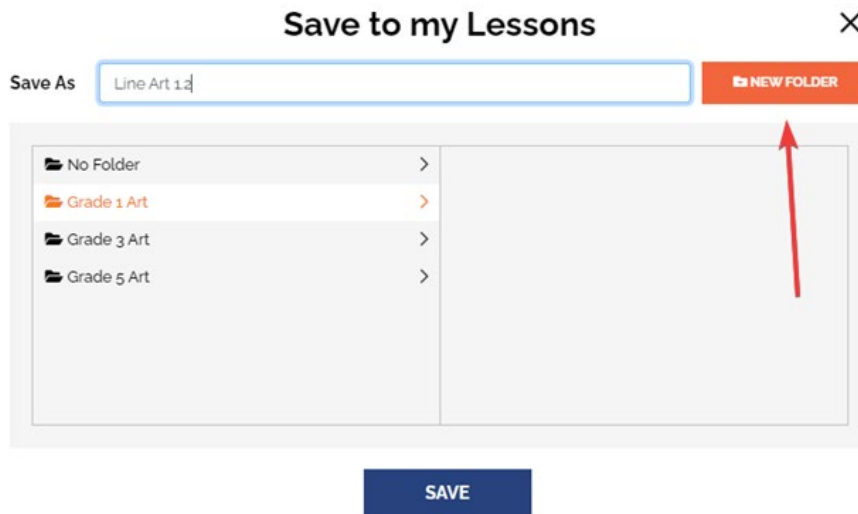 Save to my Lessons
Save As
Line Art 1.2
NEW FOLDER
No Folder
Grade 1 Art
Grade 3 Art
Grade 5 Art
SAVE